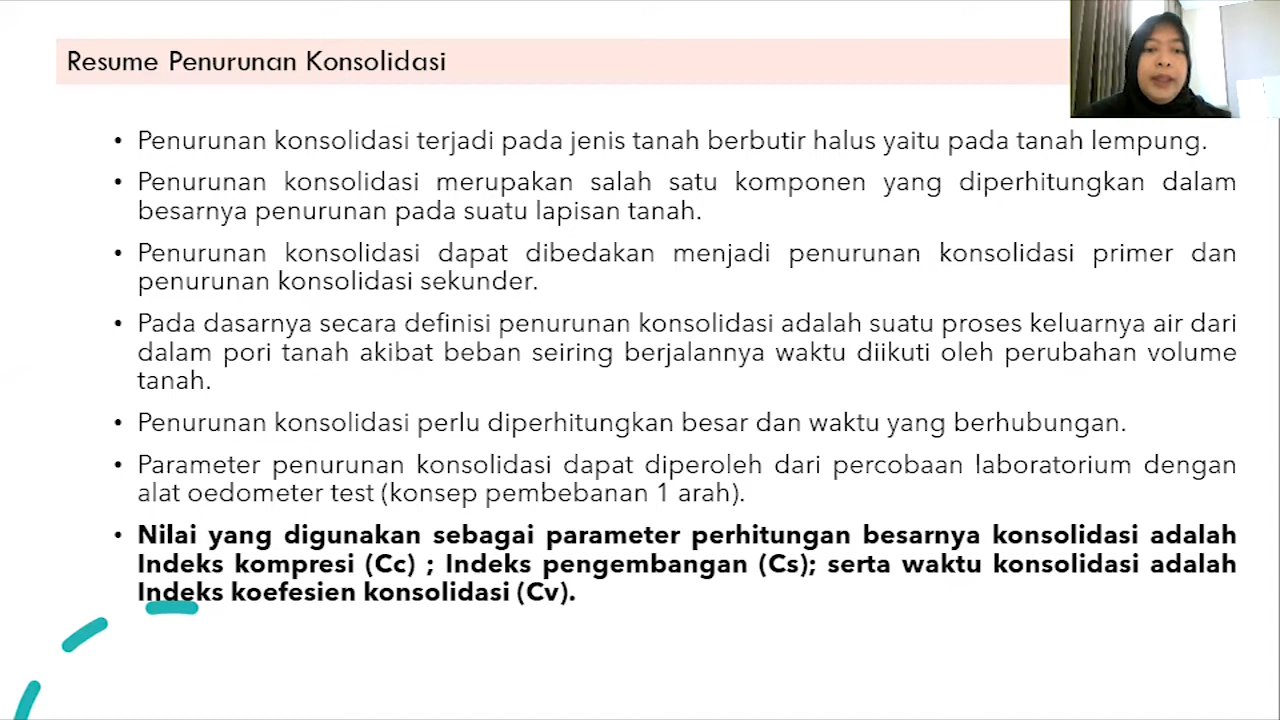 Resume Penurunan Konsolidasi
• Penurunan konsolidasi terjadi pada jenis tanah berbutir halus yaitu pada tanah lempung.
• Penurunan konsolidasi merupakan salah satu komponen yang diperhitungkan dalam
besarnya penurunan pada suatu lapisan tanah.
• Penurunan konsolidasi dapat dibedakan menjadi penurunan konsolidasi primer dan
penurunan konsolidasi sekunder.
• Pada dasarnya secara definisi penurunan konsolidasi adalah suatu proses keluarnya air dari
dalam pori tanah akibat beban seiring berjalannya waktu diikuti oleh perubahan volume
tanah.
• Penurunan konsolidasi perlu diperhitungkan besar dan waktu yang berhubungan.
• Parameter penurunan konsolidasi dapat diperoleh dari percobaan laboratorium dengan
alat oedometer test (konsep pembebanan 1 arah).
• Nilai yang digunakan sebagai parameter perhitungan besarnya konsolidasi adalah
Indeks kompresi (Cc) ; Indeks pengembangan (Cs); serta waktu konsolidasi adalah
Indeks koefesien konsolidasi (Cv).